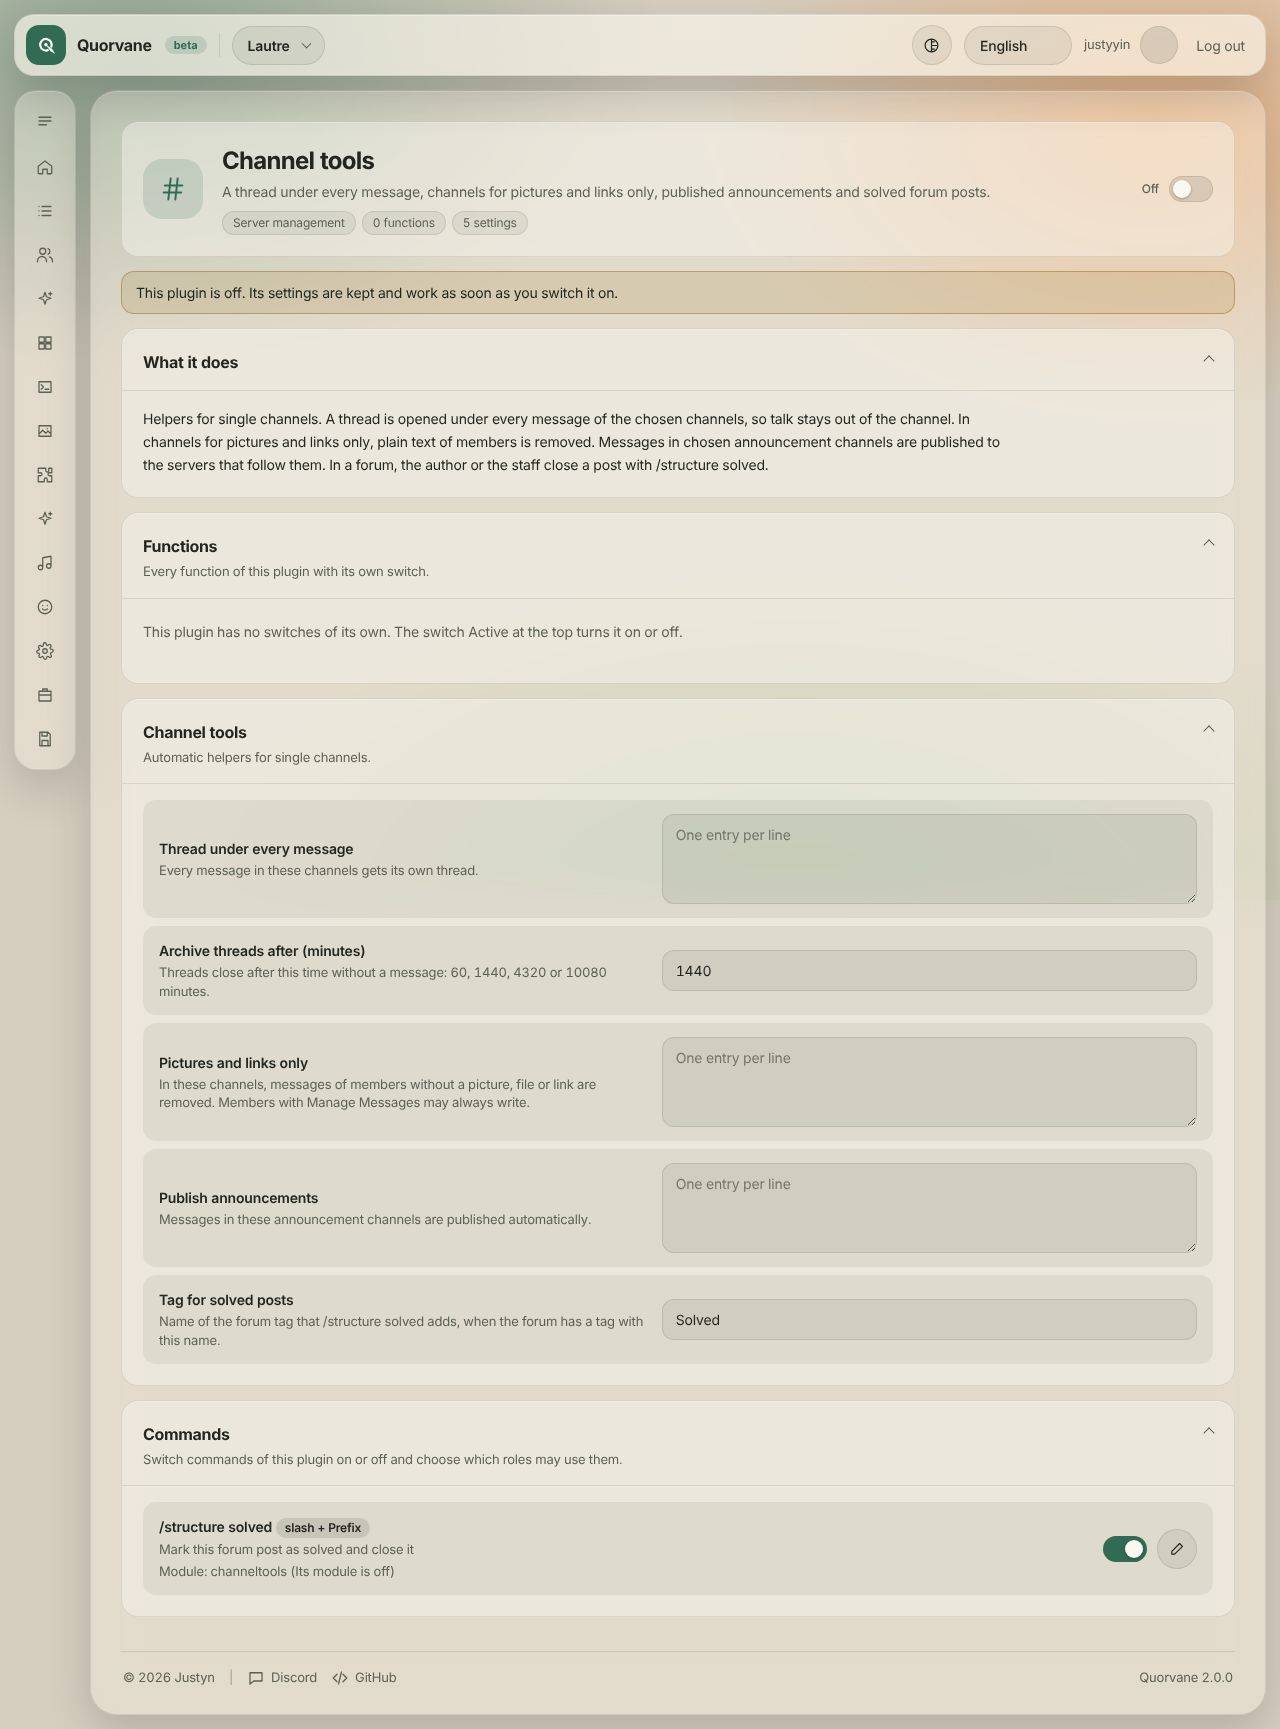 Quorvane beta Lautre English justyyin Log out
Channel tools
A thread under every message, channels for pictures and links only, published announcements and solved forum posts.
Off
Server management 0 functions 5 settings
This plugin is off. Its settings are kept and work as soon as you switch it on.
What it does
Helpers for single channels. A thread is opened under every message of the chosen channels, so talk stays out of the channel. In
channels for pictures and links only, plain text of members is removed. Messages in chosen announcement channels are published to
the servers that follow them. In a forum, the author or the staff close a post with /structure solved.
Functions
Every function of this plugin with its own switch.
This plugin has no switches of its own. The switch Active at the top turns it on or off.
Channel tools
Automatic helpers for single channels.
Thread under every message
Every message in these channels gets its own thread.
One entry per line
Archive threads after (minutes)
Threads close after this time without a message: 60, 1440, 4320 or 10080
minutes.
1440
Pictures and links only
In these channels, messages of members without a picture, file or link are
removed. Members with Manage Messages may always write.
One entry per line
Publish announcements
Messages in these announcement channels are published automatically.
One entry per line
Tag for solved posts
Name of the forum tag that /structure solved adds, when the forum has a tag with
this name.
Solved
Commands
Switch commands of this plugin on or off and choose which roles may use them.
/structure solved slash + Prefix
Mark this forum post as solved and close it
Module: channeltools (Its module is off)
© 2026 Justyn Discord GitHub Quorvane 2.0.0